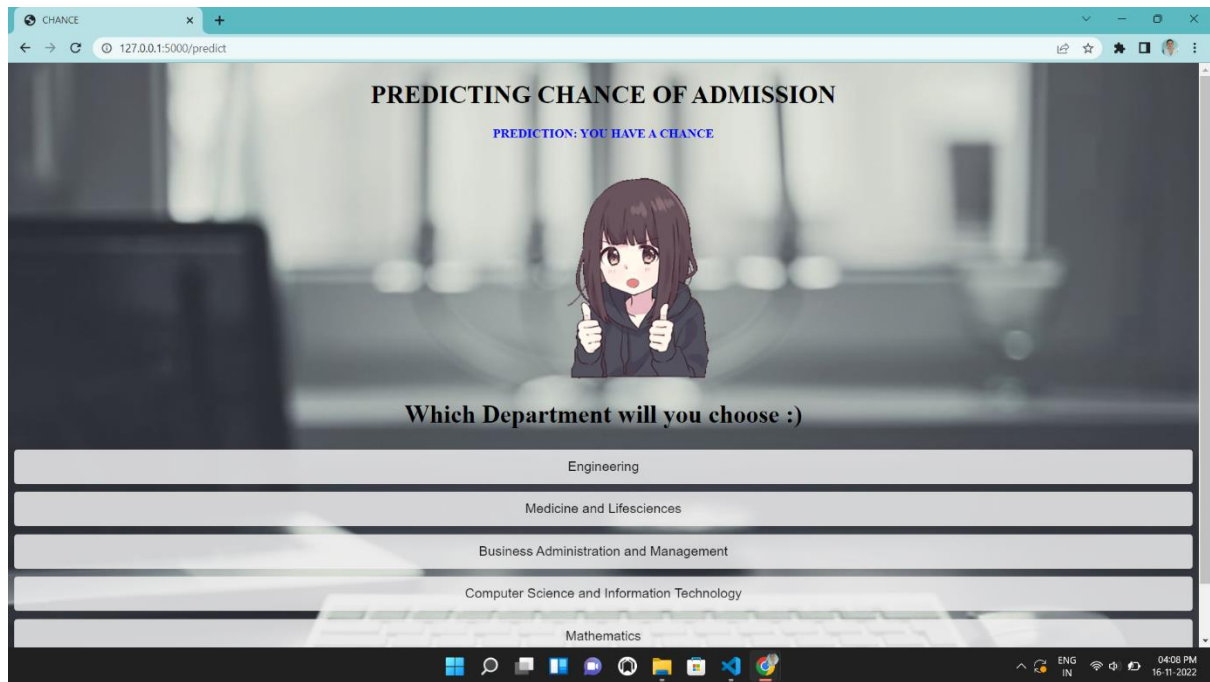 CHANCE
127.0.0.1:5000/predict
PREDICTING CHANCE OF ADMISSION
PREDICTION: YOU HAVE A CHANCE
Which Department will you choose :)
Engineering
Medicine and Lifesciences
Business Administration and Management
Computer Science and Information Technology
Mathematics
ENG
IN
04:08 PM
16-11-2022